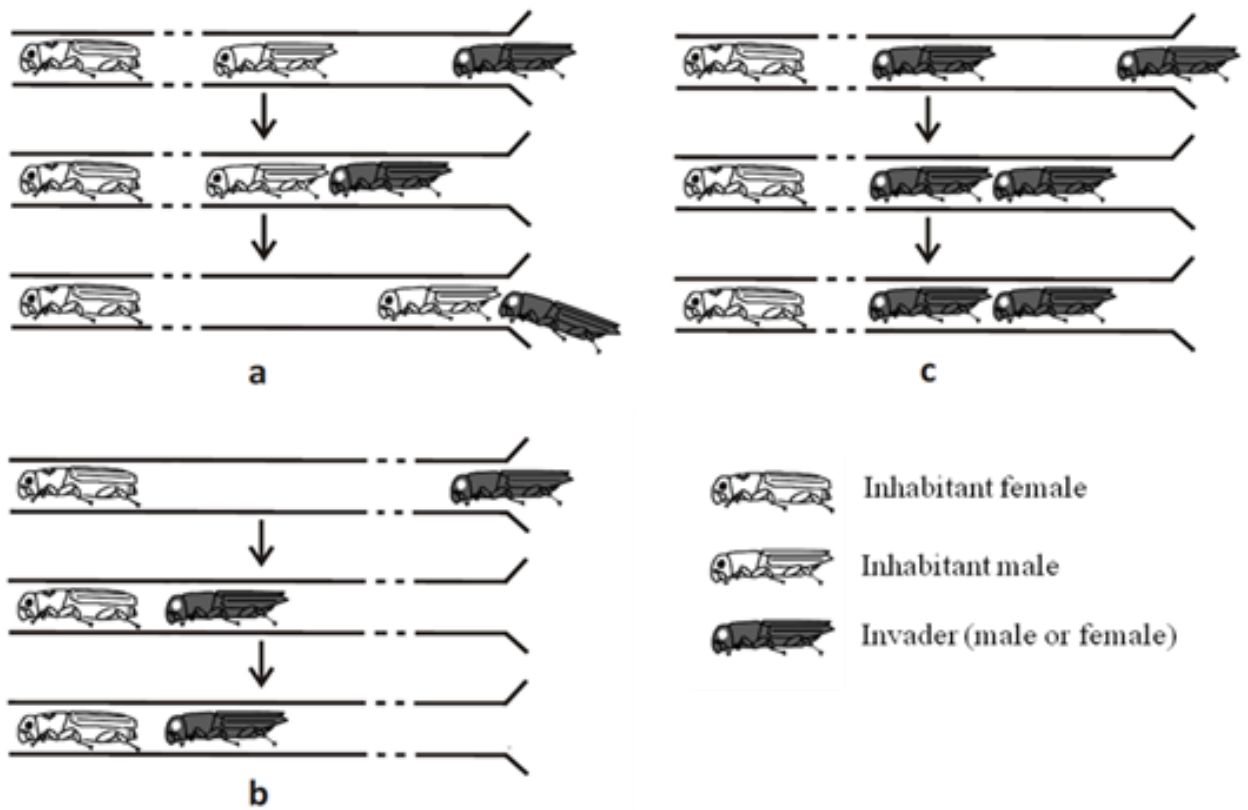 a
c
b
Inhabitant female
Inhabitant male
Invader (male or female)